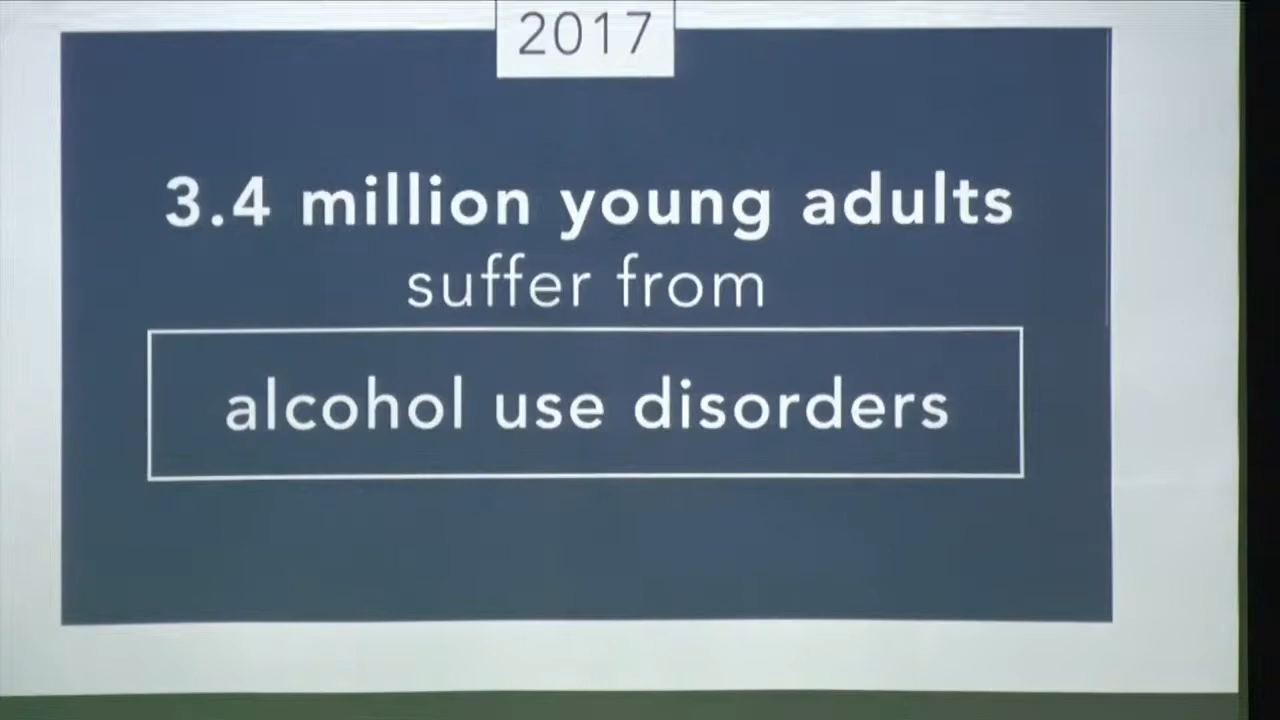 2017
3.4 million young adults
suffer from
alcohol use disorders